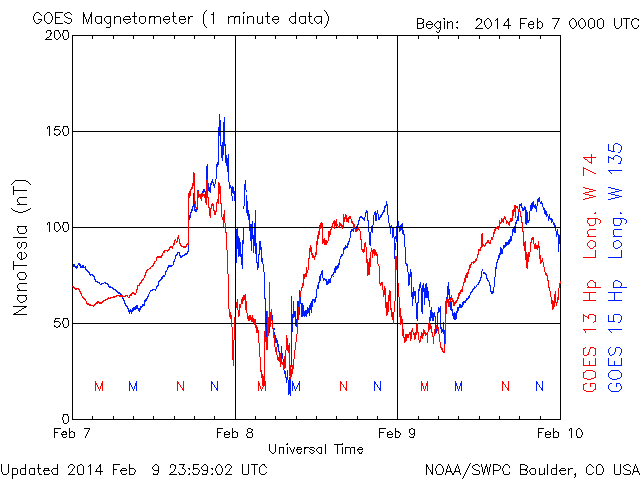 GOES Magnetometer (1 minute data)
Begin: 2014 Feb 7 0000 UTC
200
150
100
50
0
NanoTesla (nT)
M M N N M M N N M M N N
Feb 7 Feb 8 Feb 9 Feb 10
Universal Time
GOES 13 Hp Long. W 74
GOES 15 Hp Long. W 135
Updated 2014 Feb 9 23:59:02 UTC
NOAA/SWPC Boulder, CO USA